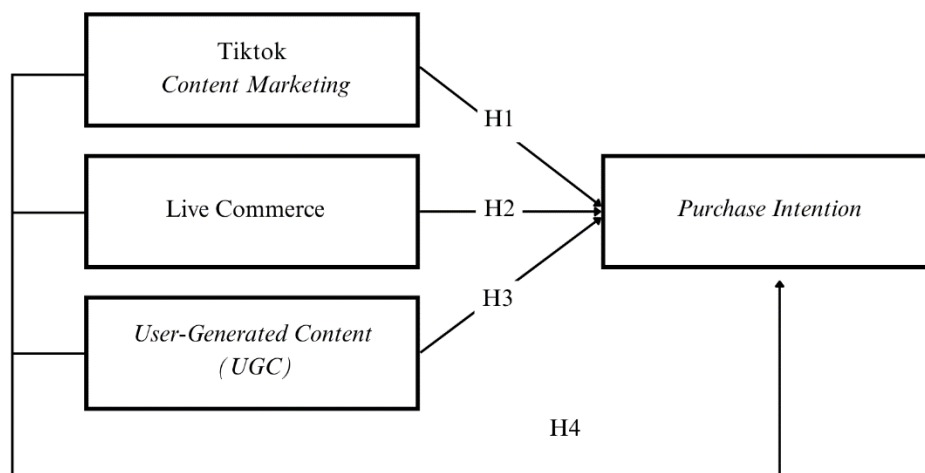 Tiktok
Content Marketing
H1
Live Commerce
H2
Purchase Intention
H3
User-Generated Content
(UGC)
H4